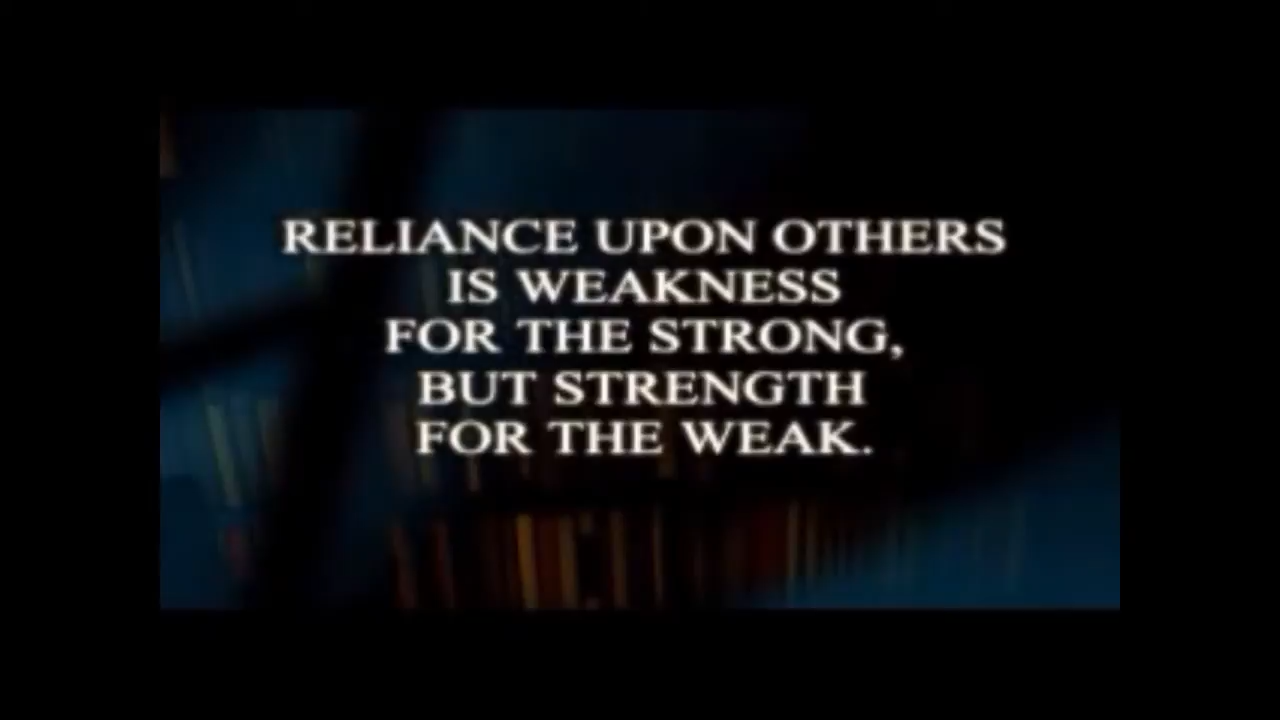 RELIANCE UPON OTHERS
IS WEAKNESS
FOR THE STRONG,
BUT STRENGTH
FOR THE WEAK.